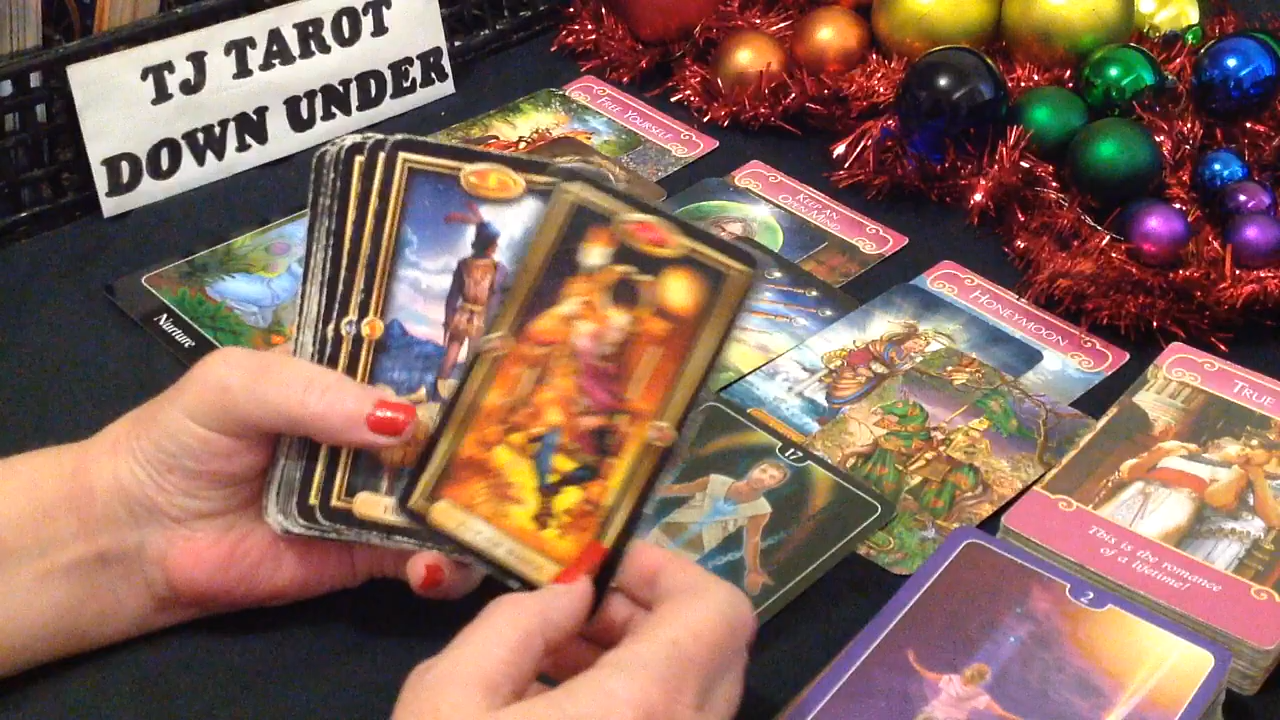 TJ TAROT
DOWN UNDER
FREE YOURSELF
KEEP AN
OPEN MIND
HONEYMOON
TRUE
This is the romance
of a lifetime!
Nurture
17
2